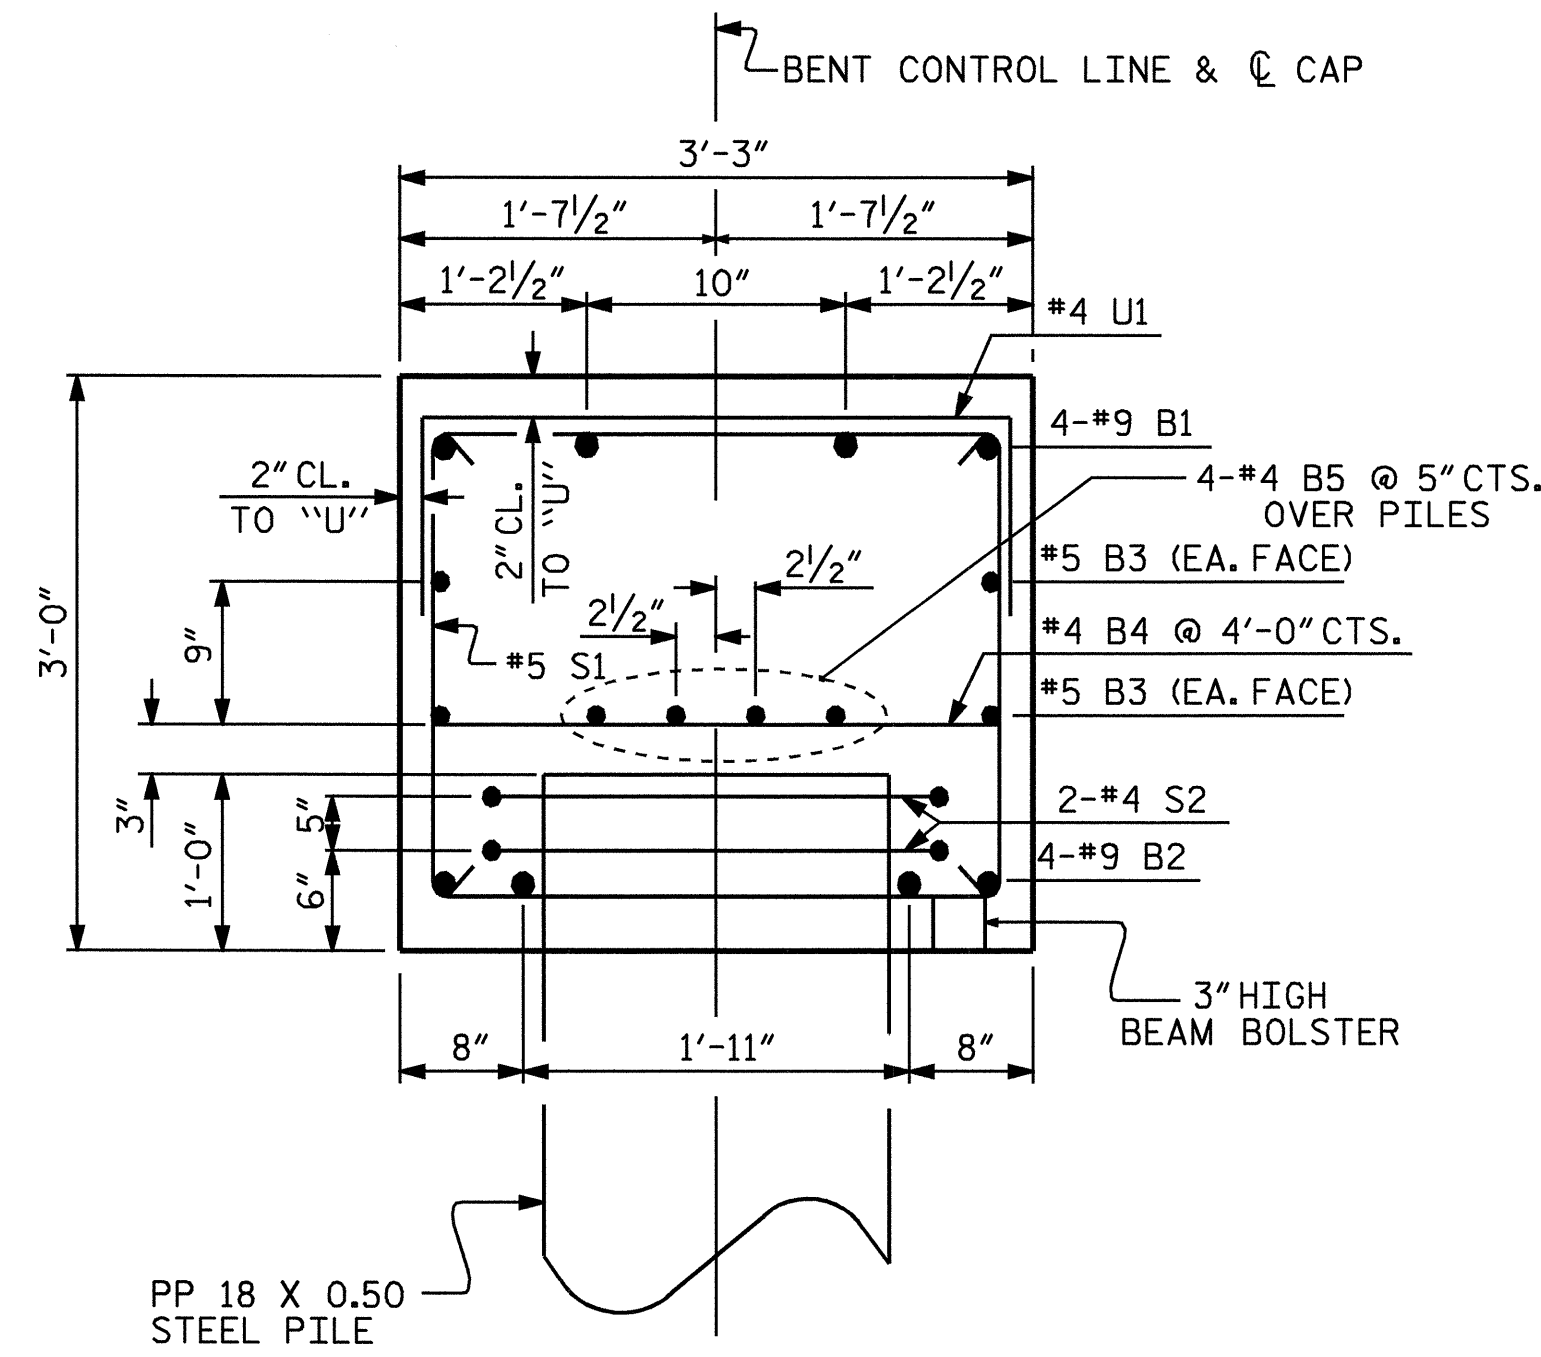 BENT CONTROL LINE & ℄ CAP
3'-3"
1'-7½" 1'-7½"
1'-2½" 10" 1'-2½"
#4 U1
4-#9 B1
2" CL.
TO "U"
2" CL.
TO "U"
4-#4 B5 @ 5" CTS.
OVER PILES
#5 B3 (EA. FACE)
2½"
2½"
3'-0"
9"
#5 S1
#4 B4 @ 4'-0" CTS.
#5 B3 (EA. FACE)
3"
1'-0"
5"
6"
2-#4 S2
4-#9 B2
3" HIGH
BEAM BOLSTER
8" 1'-11" 8"
PP 18 X 0.50
STEEL PILE